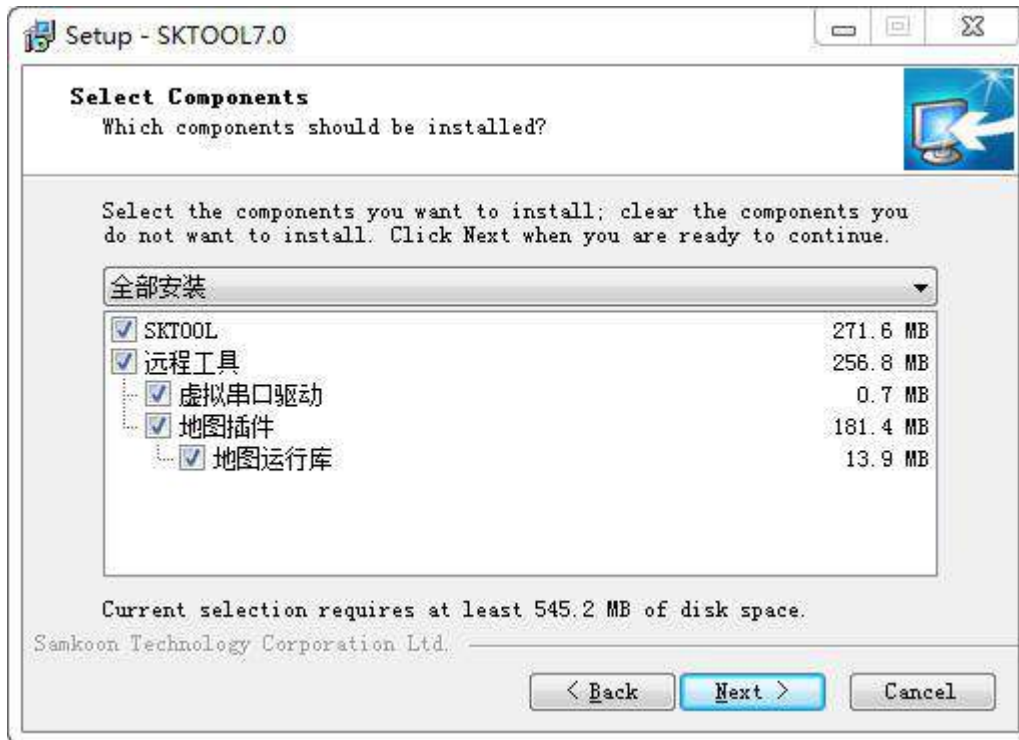 Setup - SKTOOL7.0
Select Components
Which components should be installed?
Select the components you want to install; clear the components you
do not want to install. Click Next when you are ready to continue.
全部安装
SKTOOL 271.6 MB
远程工具 256.8 MB
虚拟串口驱动 0.7 MB
地图插件 181.4 MB
地图运行库 13.9 MB
Current selection requires at least 545.2 MB of disk space.
Samkoon Technology Corporation Ltd.
< Back Next > Cancel